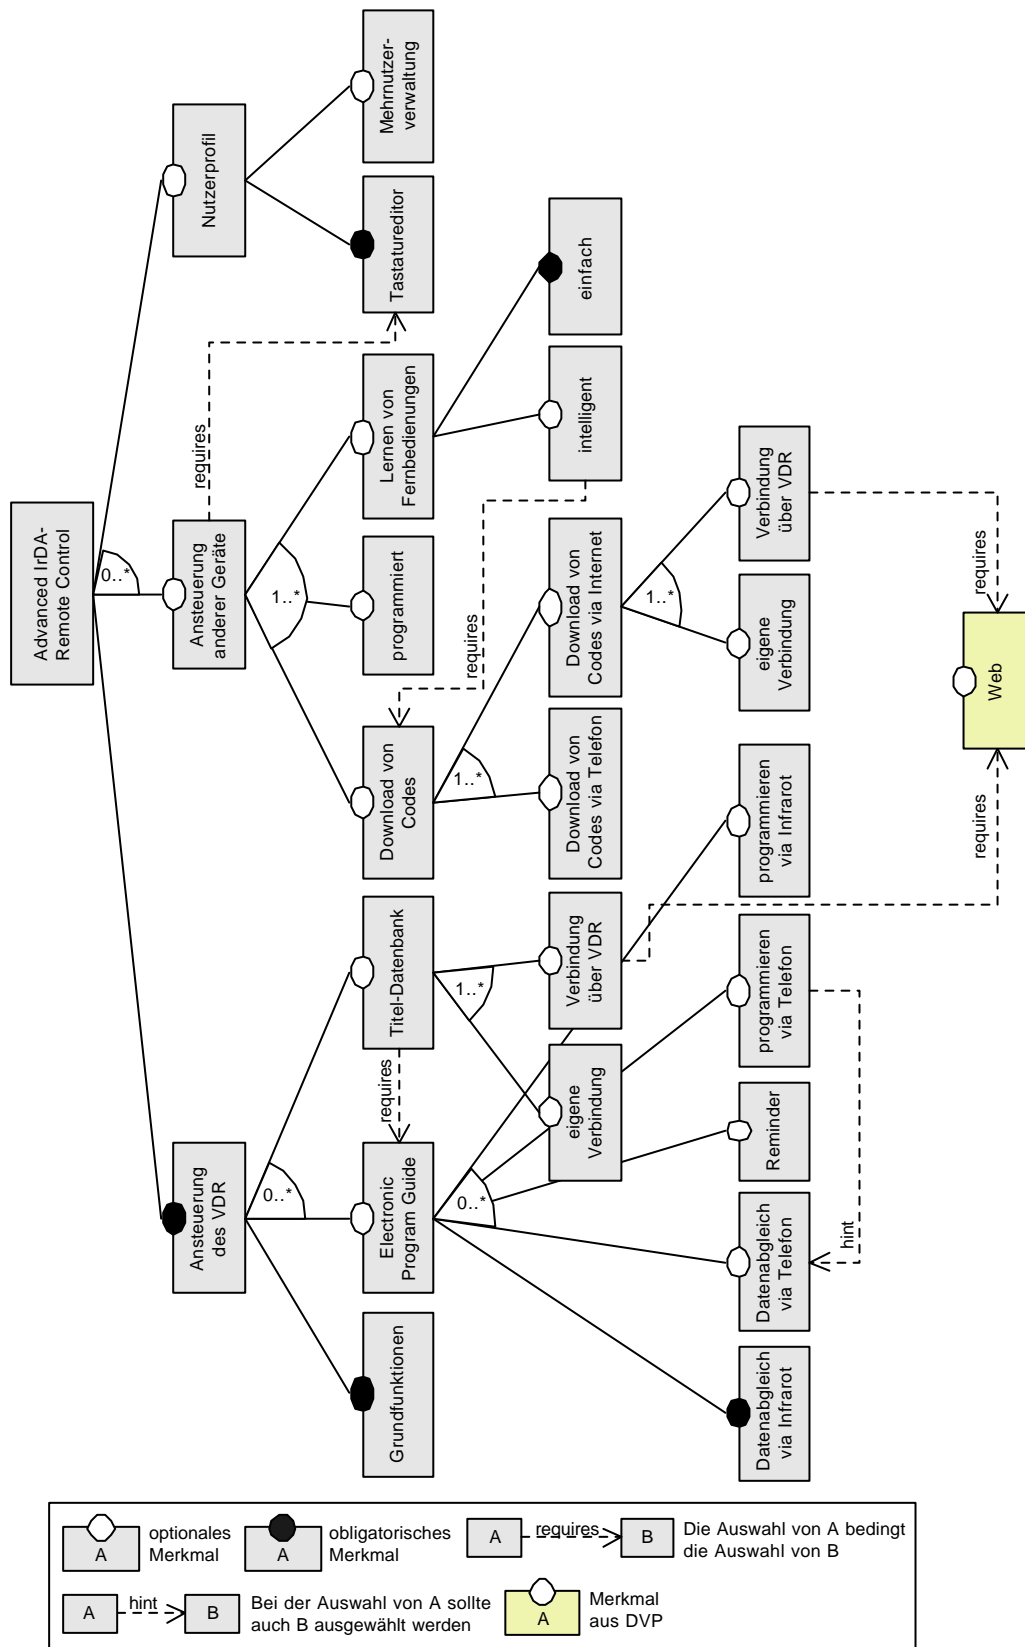 Advanced IrDA-
Remote Control
0..*
Ansteuerung
des VDR
Ansteuerung
anderer Geräte
Nutzerprofil
requires
0..*
1..*
Grundfunktionen
Electronic
Program Guide
requires
Titel-Datenbank
Download von
Codes
programmiert
Lernen von
Fernbedienungen
Tastatureditor
Mehrnutzer-
verwaltung
0..*
1..*
1..*
requires
eigene
Verbindung
Verbindung
über VDR
Download von
Codes via Telefon
Download von
Codes via Internet
intelligent
einfach
1..*
Datenabgleich
via Infrarot
Datenabgleich
via Telefon
Reminder
programmieren
via Telefon
programmieren
via Infrarot
eigene
Verbindung
Verbindung
über VDR
hint
requires
requires
Web
A
optionales
Merkmal
A
obligatorisches
Merkmal
A
requires
B
Die Auswahl von A bedingt
die Auswahl von B
A
hint
B
Bei der Auswahl von A sollte
auch B ausgewählt werden
A
Merkmal
aus DVP